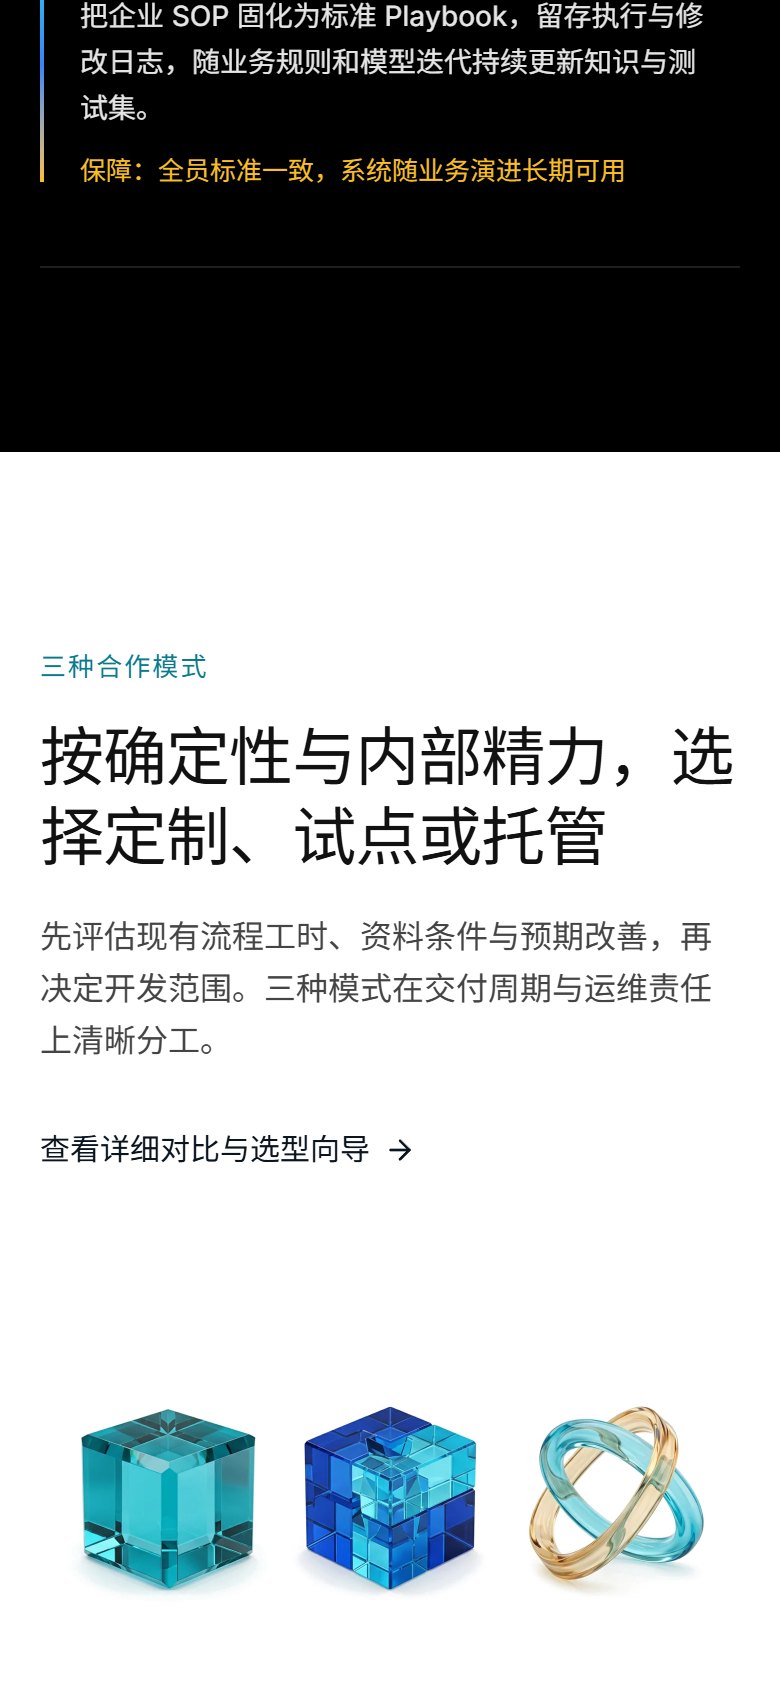 把企业 SOP 固化为标准 Playbook，留存执行与修
改日志，随业务规则和模型迭代持续更新知识与测
试集。
保障：全员标准一致，系统随业务演进长期可用
三种合作模式
按确定性与内部精力，选
择定制、试点或托管
先评估现有流程工时、资料条件与预期改善，再
决定开发范围。三种模式在交付周期与运维责任
上清晰分工。
查看详细对比与选型向导 →